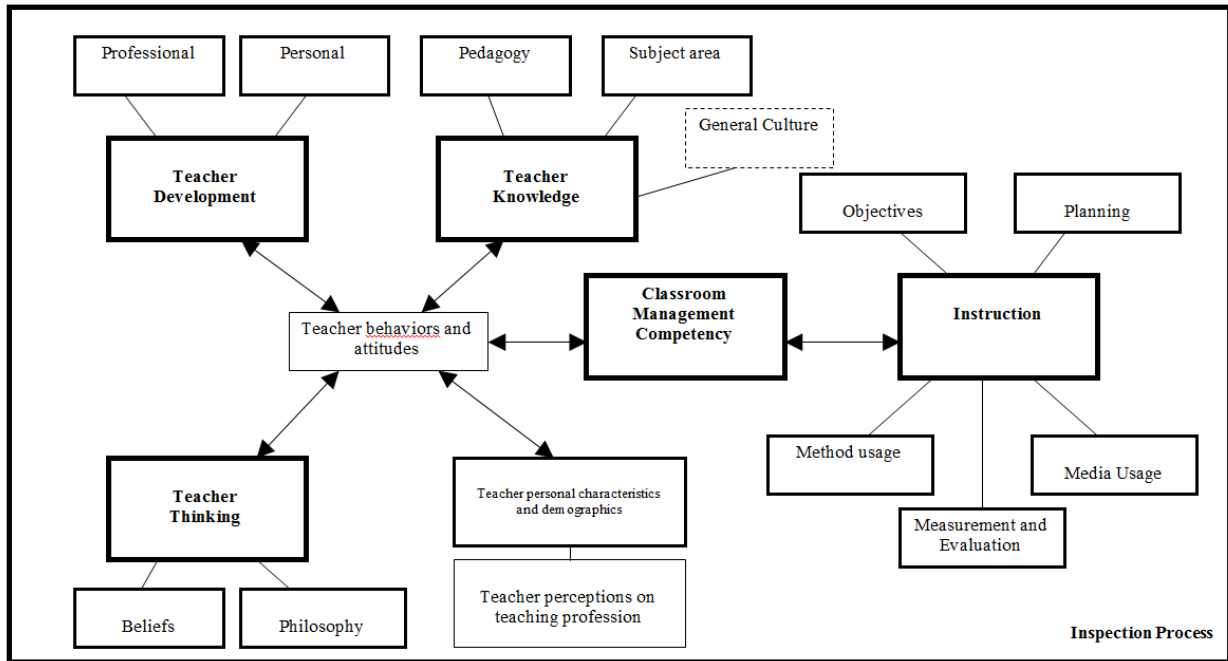 Professional
Personal
Pedagogy
Subject area
General Culture
Teacher
Development
Teacher
Knowledge
Objectives
Planning
Classroom
Management
Competency
Instruction
Teacher behaviors and
attitudes
Method usage
Media Usage
Measurement and
Evaluation
Teacher
Thinking
Teacher personal characteristics
and demographics
Teacher perceptions on
teaching profession
Beliefs
Philosophy
Inspection Process